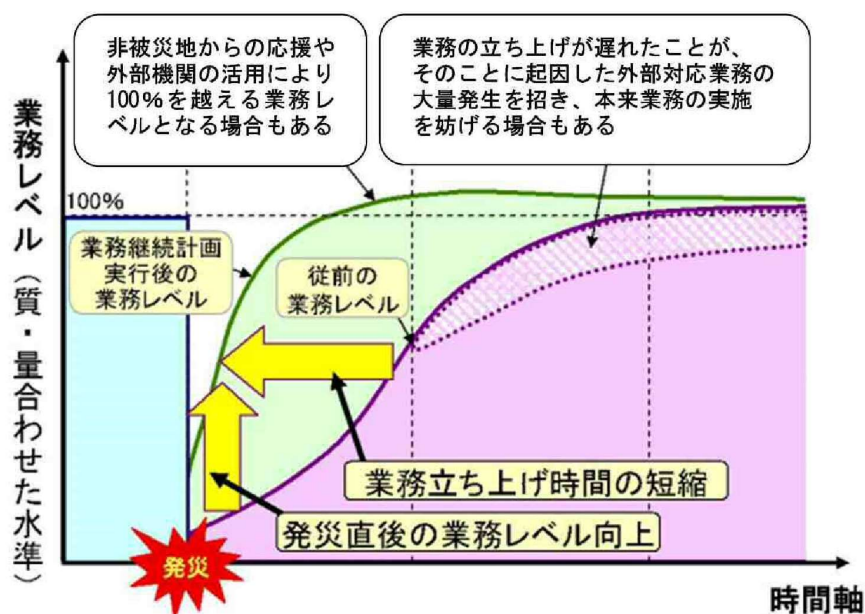 非被災地からの応援や
外部機関の活用により
100%を越える業務レ
ベルとなる場合もある
業務の立ち上げが遅れたことが、
そのことに起因した外部対応業務の
大量発生を招き、本来業務の実施
を妨げる場合もある
業務レベル（質・量合わせた水準）
100%
業務継続計画
実行後の
業務レベル
従前の
業務レベル
業務立ち上げ時間の短縮
発災直後の業務レベル向上
発災
時間軸